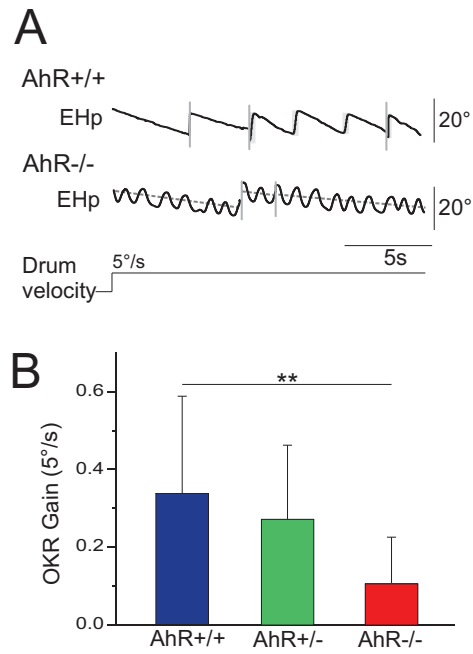 A
AhR+/+
EHp
20°
AhR-/-
EHp
20°
5s
Drum
velocity
5°/s
B
**
OKR Gain (5°/s)
0.6
0.4
0.2
0.0
AhR+/+ AhR+/- AhR-/-